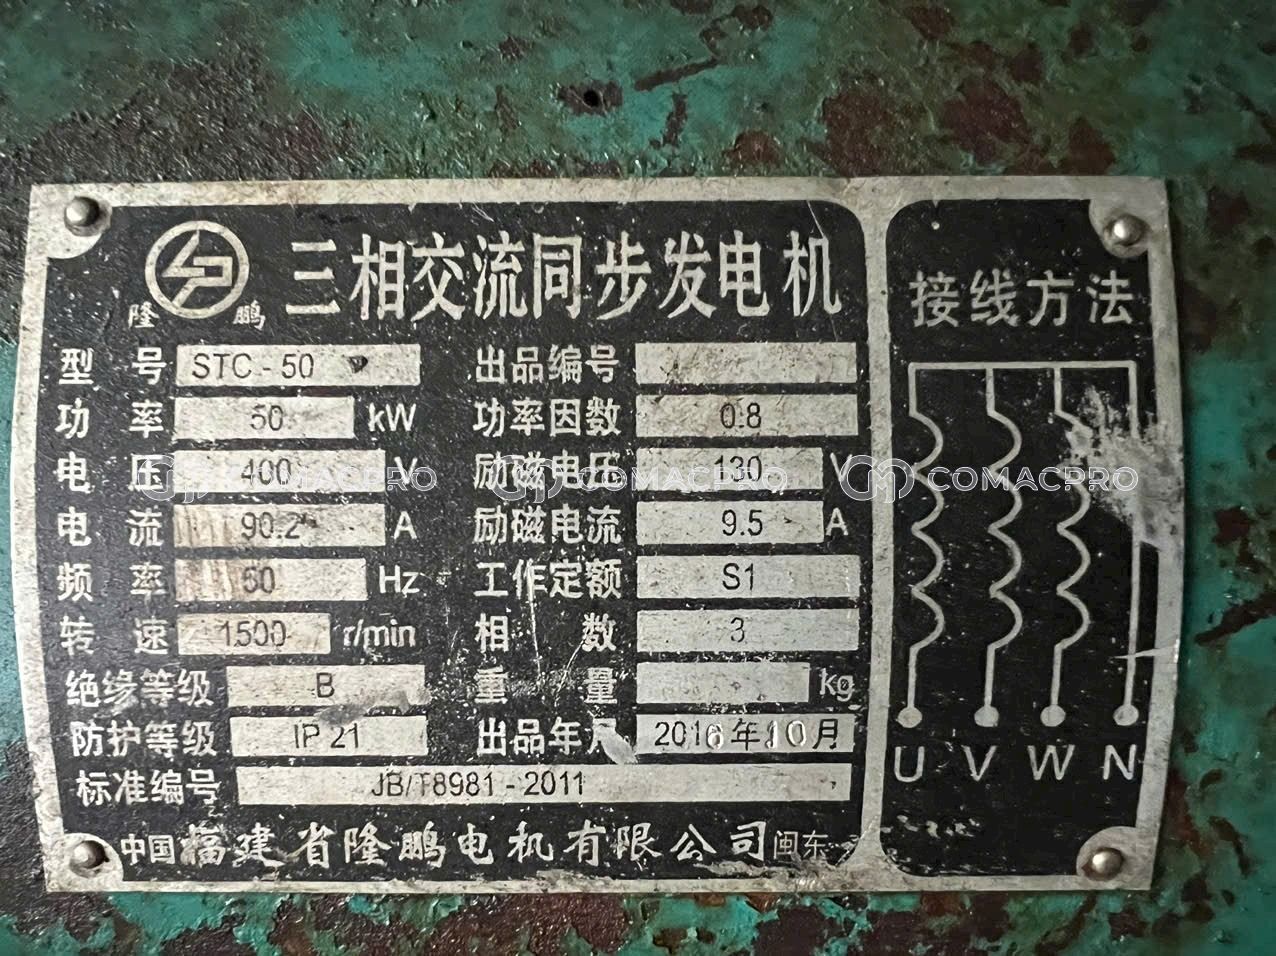 隆鹏
三相交流同步发电机
型号 STC-50 出品编号
功率 50 kW 功率因数 0.8
电压 400 V 励磁电压 130 V
电流 90.2 A 励磁电流 9.5 A
频率 50 Hz 工作定额 S1
转速 1500 r/min 相数 3
绝缘等级 B 重量 kg
防护等级 IP 21 出品年月 2016年10月
标准编号 JB/T8981-2011
中国福建省隆鹏电机有限公司 闽东
接线方法
U V W N
COMACPRO COMACPRO COMACPRO